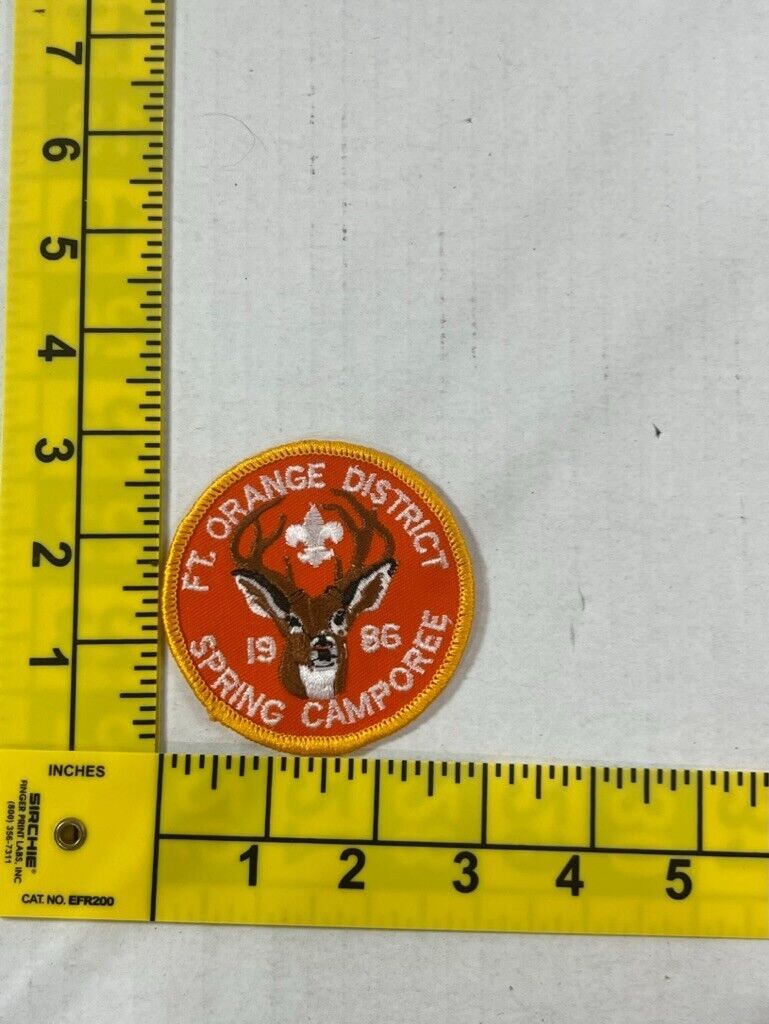 7
6
5
4
3
2
1
FT. ORANGE DISTRICT
19 86
SPRING CAMPOREE
INCHES
SIRCHIE®
FINGER PRINT LABS, INC
(800) 356-7311
CAT. NO. EFR200
1 2 3 4 5